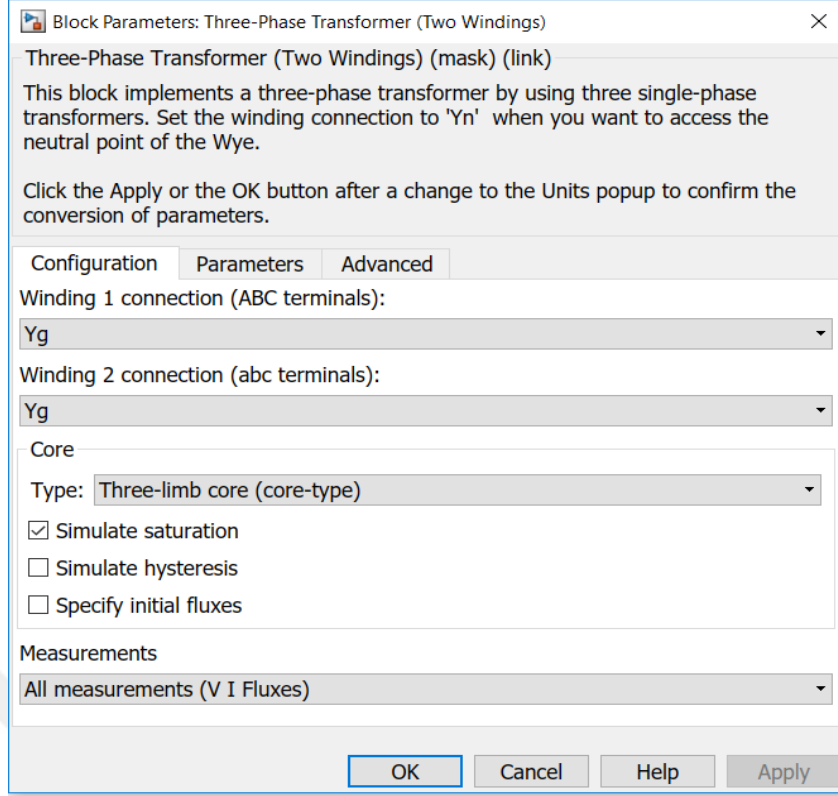 Block Parameters: Three-Phase Transformer (Two Windings)
Three-Phase Transformer (Two Windings) (mask) (link)
This block implements a three-phase transformer by using three single-phase
transformers. Set the winding connection to 'Yn'  when you want to access the
neutral point of the Wye.
Click the Apply or the OK button after a change to the Units popup to confirm the
conversion of parameters.
Configuration Parameters Advanced
Winding 1 connection (ABC terminals):
Yg
Winding 2 connection (abc terminals):
Yg
Core
Type: Three-limb core (core-type)
Simulate saturation
Simulate hysteresis
Specify initial fluxes
Measurements
All measurements (V I Fluxes)
OK Cancel Help Apply